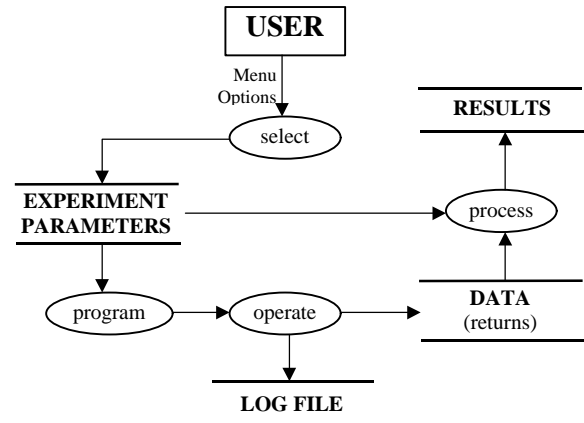 USER
Menu
Options
select
RESULTS
EXPERIMENT
PARAMETERS
process
program
operate
DATA
(returns)
LOG FILE